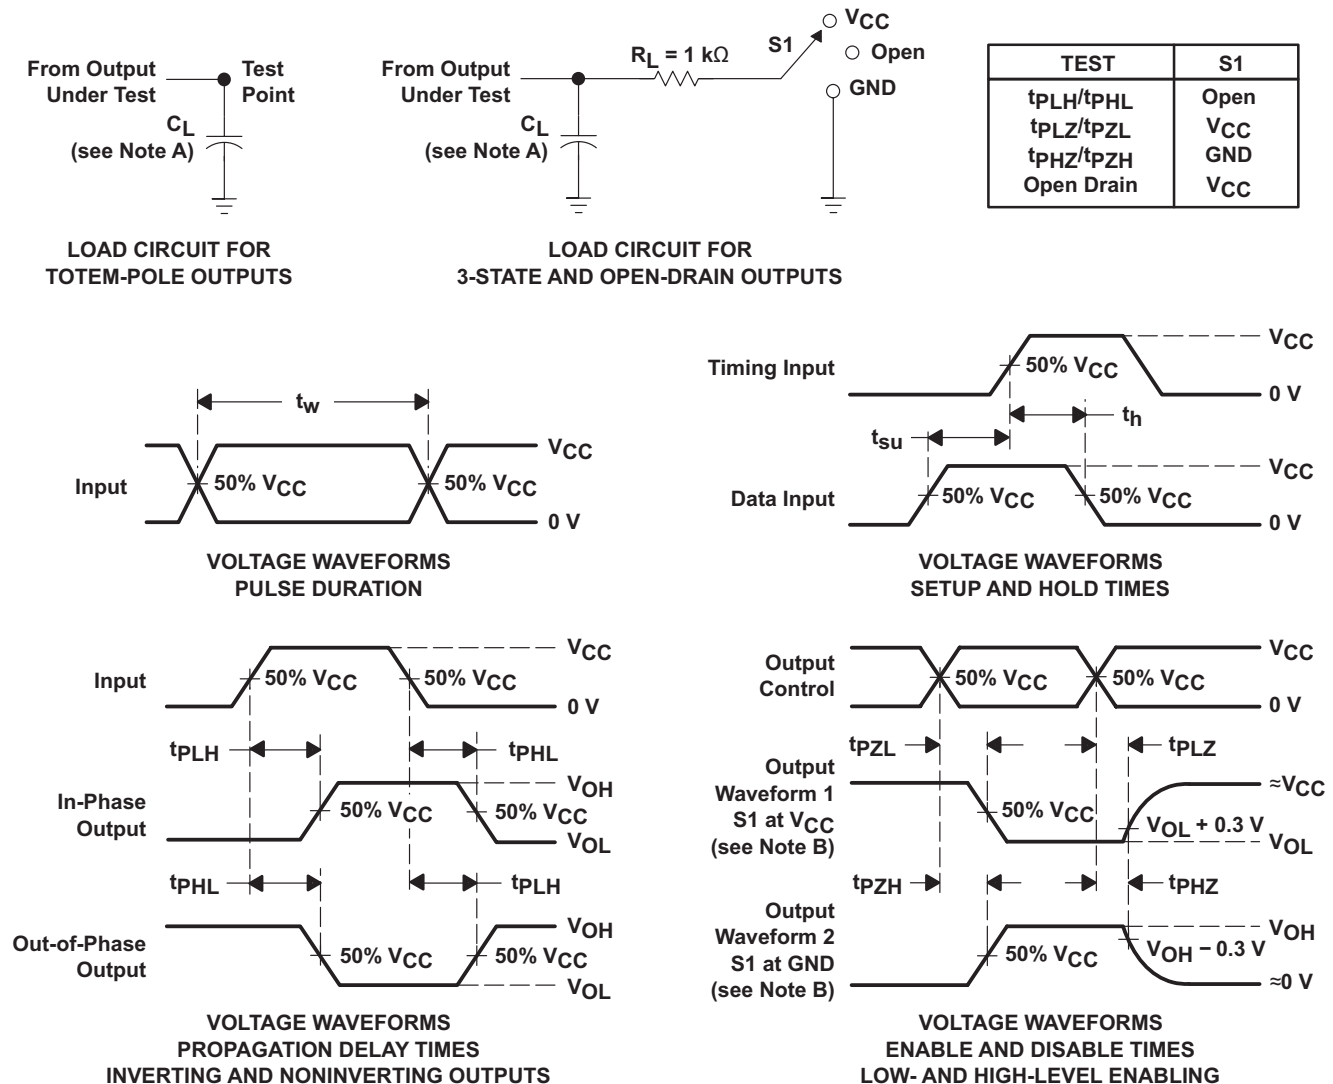 From Output
Under Test
Test
Point
CL
(see Note A)
LOAD CIRCUIT FOR
TOTEM-POLE OUTPUTS
From Output
Under Test
RL = 1 kΩ
S1
VCC
Open
GND
CL
(see Note A)
LOAD CIRCUIT FOR
3-STATE AND OPEN-DRAIN OUTPUTS
TEST S1
tPLH/tPHL Open
tPLZ/tPZL VCC
tPHZ/tPZH GND
Open Drain VCC
Input
tw
50% VCC
50% VCC
VCC
0 V
VOLTAGE WAVEFORMS
PULSE DURATION
Timing Input
50% VCC
VCC
0 V
tsu
th
Data Input
50% VCC
50% VCC
VCC
0 V
VOLTAGE WAVEFORMS
SETUP AND HOLD TIMES
Input
50% VCC
50% VCC
VCC
0 V
tPLH
tPHL
In-Phase
Output
50% VCC
50% VCC
VOH
VOL
tPHL
tPLH
Out-of-Phase
Output
50% VCC
50% VCC
VOH
VOL
VOLTAGE WAVEFORMS
PROPAGATION DELAY TIMES
INVERTING AND NONINVERTING OUTPUTS
Output
Control
50% VCC
50% VCC
VCC
0 V
tPZL
tPLZ
Output
Waveform 1
S1 at VCC
(see Note B)
50% VCC
VOL + 0.3 V
≈VCC
VOL
tPZH
tPHZ
Output
Waveform 2
S1 at GND
(see Note B)
50% VCC
VOH − 0.3 V
VOH
≈0 V
VOLTAGE WAVEFORMS
ENABLE AND DISABLE TIMES
LOW- AND HIGH-LEVEL ENABLING